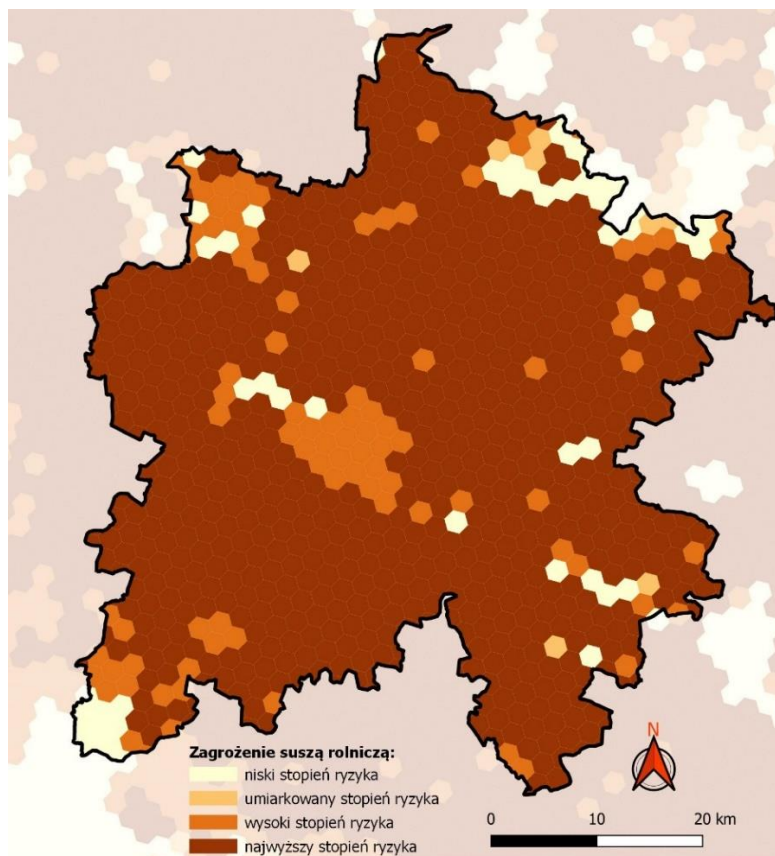 Zagrożenie suszą rolniczą:
niski stopień ryzyka
umiarkowany stopień ryzyka
wysoki stopień ryzyka
najwyższy stopień ryzyka
N
0 10 20 km